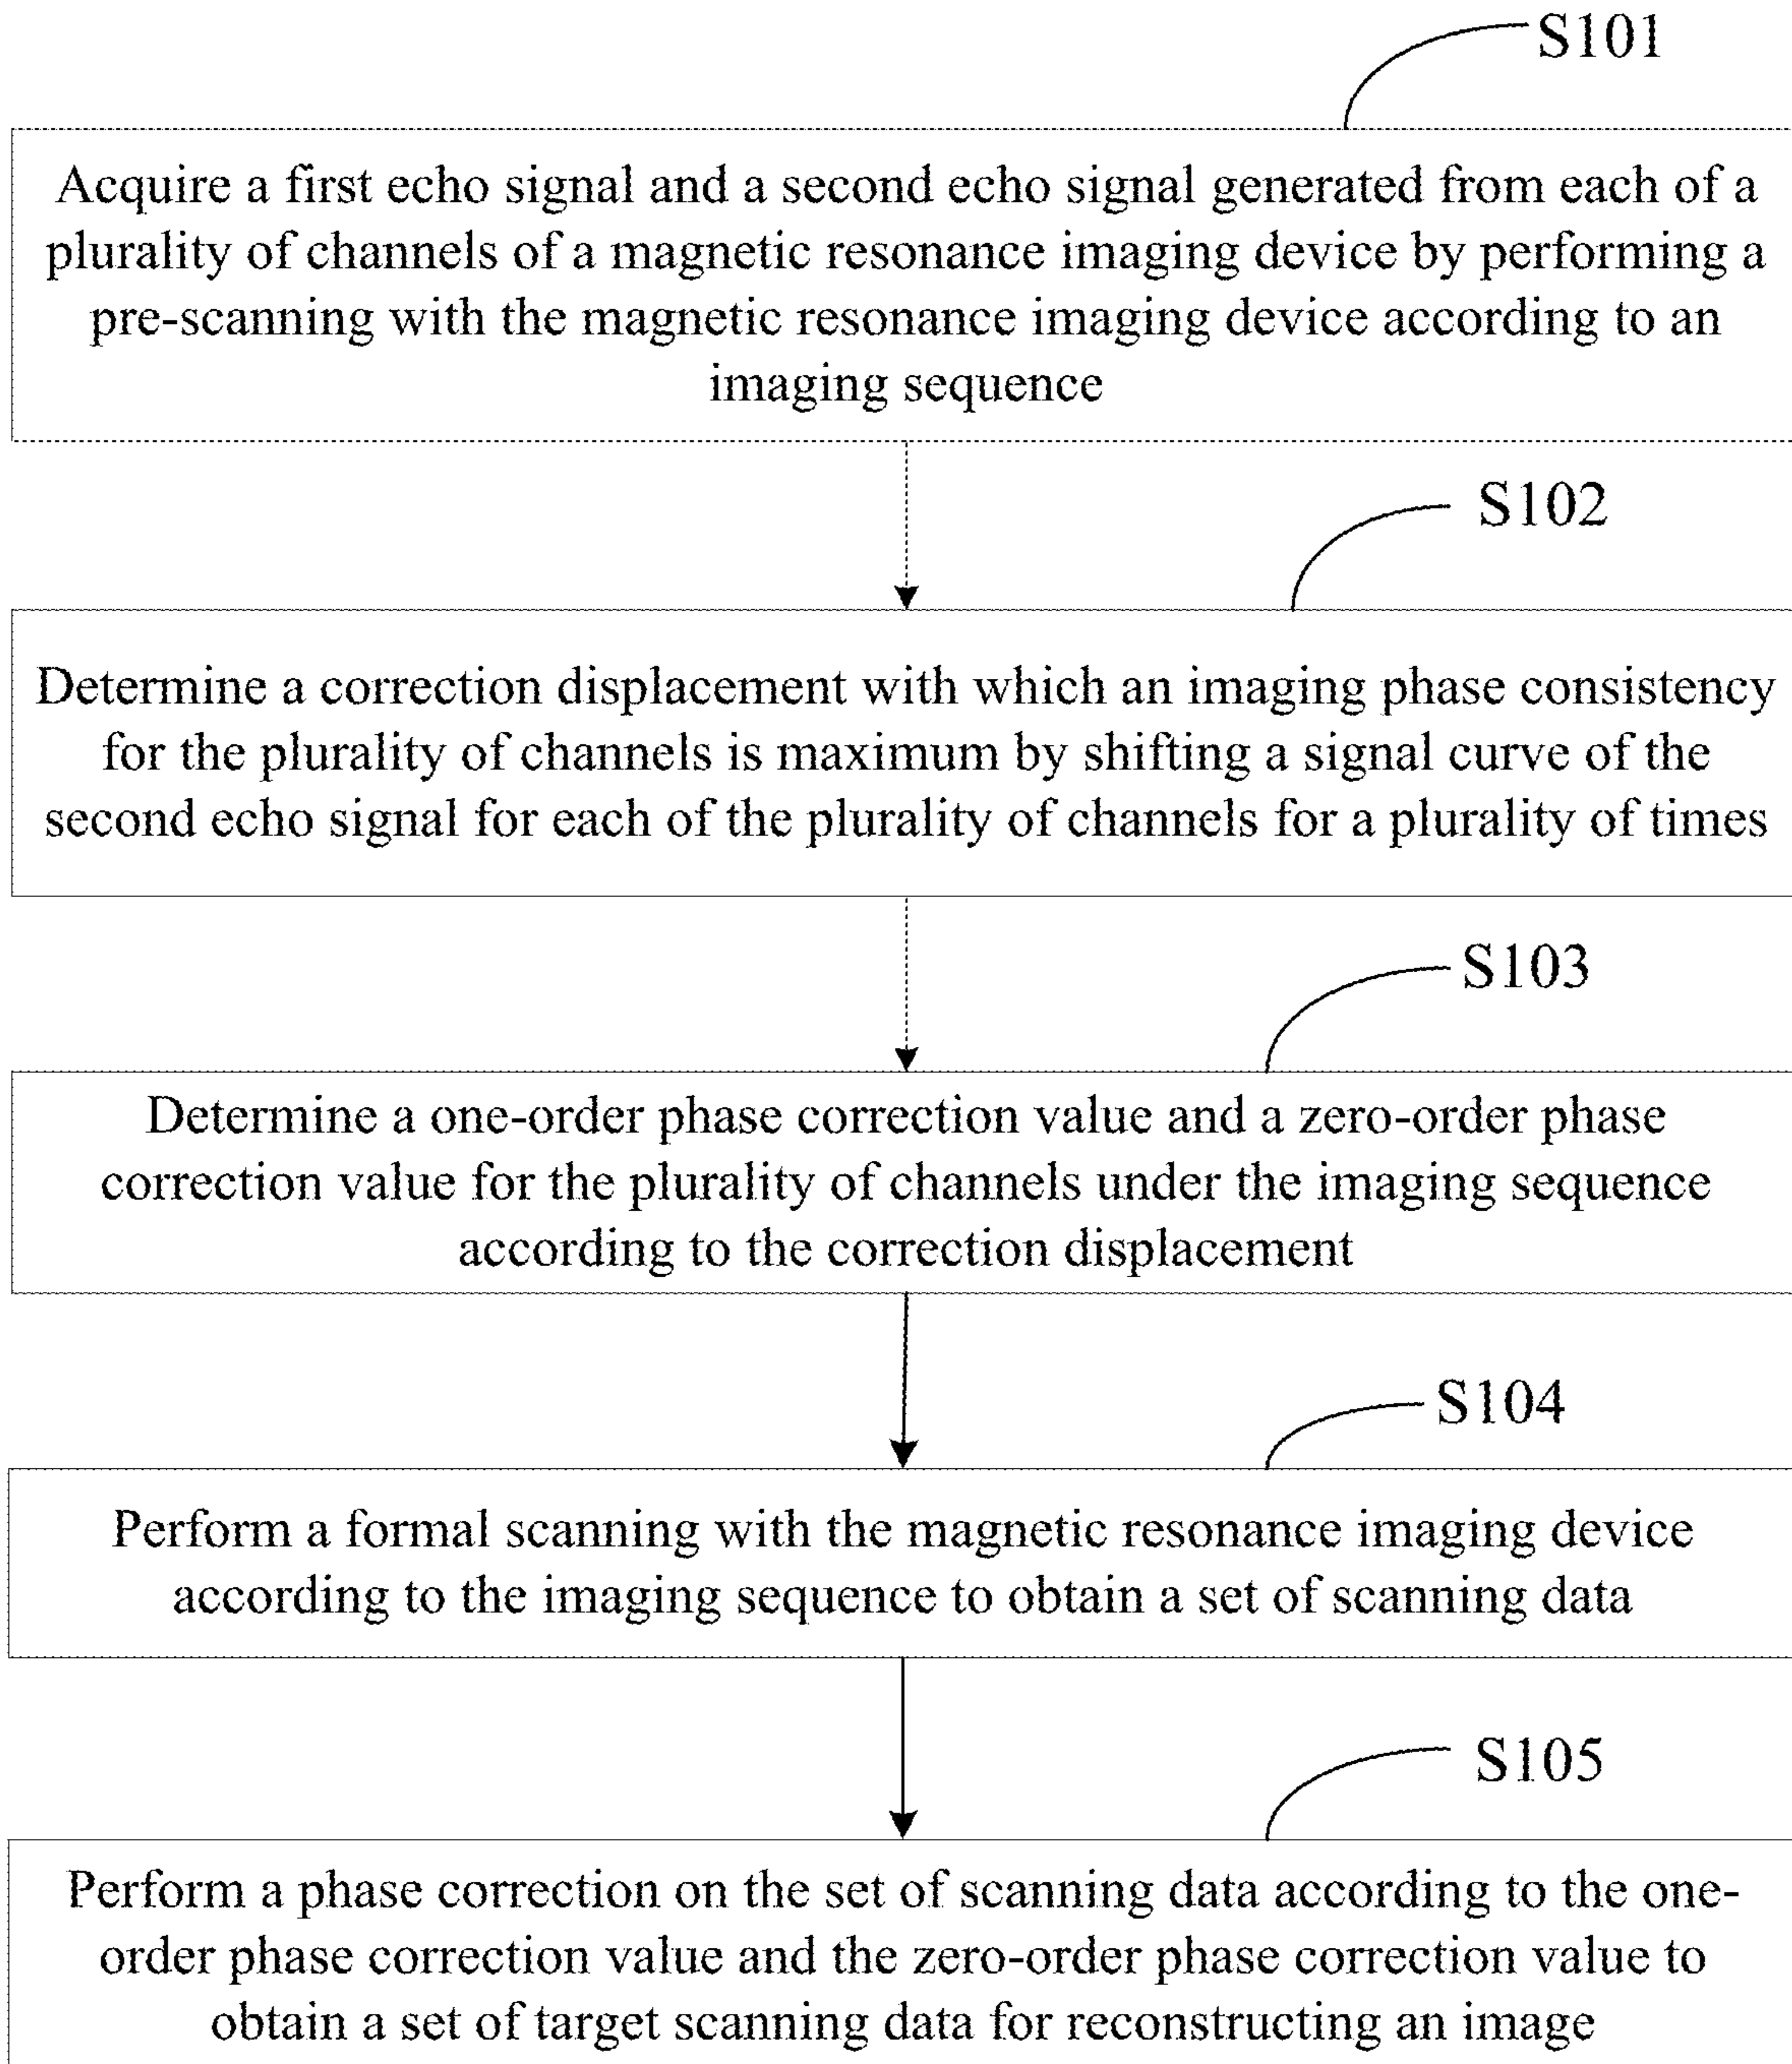 S101
Acquire a first echo signal and a second echo signal generated from each of a
plurality of channels of a magnetic resonance imaging device by performing a
pre-scanning with the magnetic resonance imaging device according to an
imaging sequence
S102
Determine a correction displacement with which an imaging phase consistency
for the plurality of channels is maximum by shifting a signal curve of the
second echo signal for each of the plurality of channels for a plurality of times
S103
Determine a one-order phase correction value and a zero-order phase
correction value for the plurality of channels under the imaging sequence
according to the correction displacement
S104
Perform a formal scanning with the magnetic resonance imaging device
according to the imaging sequence to obtain a set of scanning data
S105
Perform a phase correction on the set of scanning data according to the one-
order phase correction value and the zero-order phase correction value to
obtain a set of target scanning data for reconstructing an image